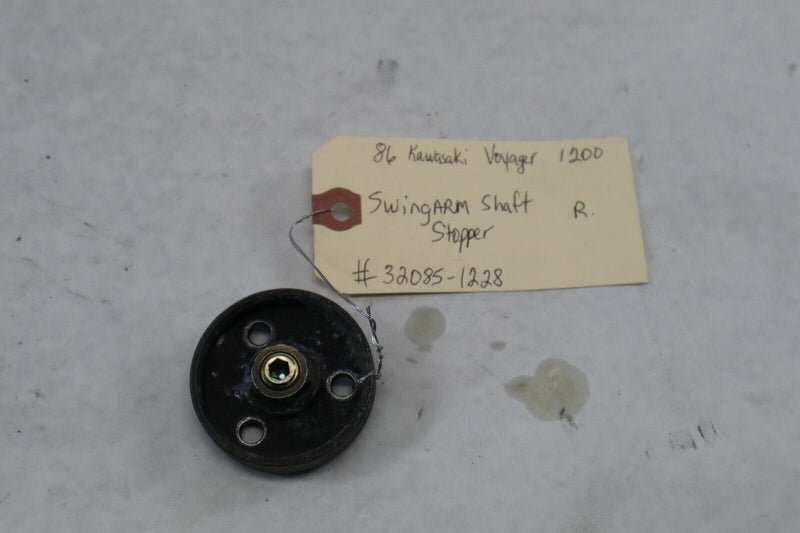 86 Kawasaki Voyager 1200
SwingARM Shaft R.
Stopper
# 32085-1228